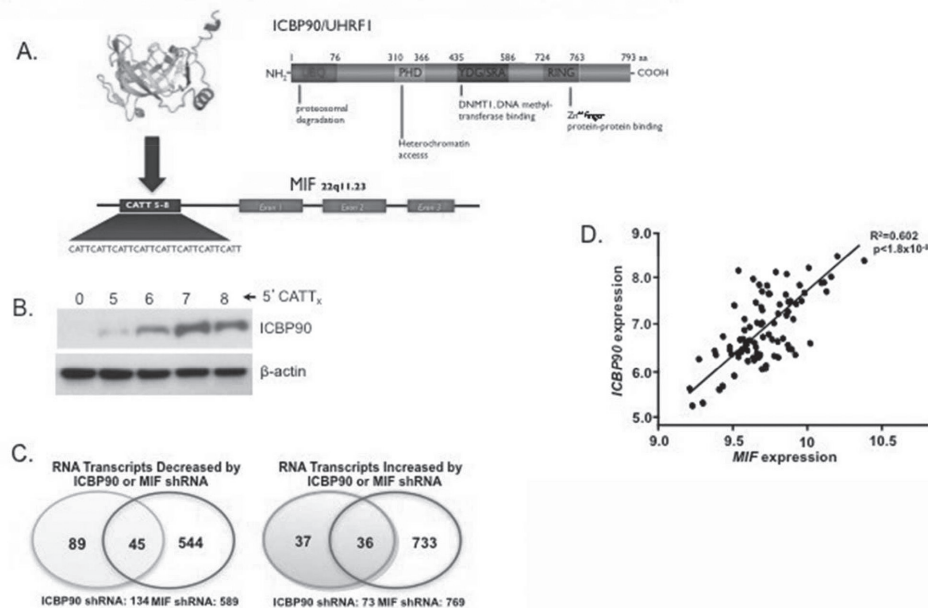 A.
ICBP90/UHRF1
1 76 310 366 435 586 724 763 793 aa
NH2 UBQ PHD YDG/SRA RING COOH
proteosomal
degradation
Heterochromatin
accesss
DNMT1, DNA methyl-
transferase binding
finger
protein-protein binding
MIF 22q11.23
CATT 5-8 Exon 1 Exon 2 Exon 3
CATTCATTCATTCATTCATTCATTCATTCATT
B.
0 5 6 7 8 ← 5' CATTx
ICBP90
β-actin
C.
RNA Transcripts Decreased by
ICBP90 or MIF shRNA
89 45 544
ICBP90 shRNA: 134 MIF shRNA: 589
RNA Transcripts Increased by
ICBP90 or MIF shRNA
37 36 733
ICBP90 shRNA: 73 MIF shRNA: 769
D.
R²=0.602
ICBP90 expression
9.0
8.0
7.0
6.0
5.0
9.0 9.5 10 10.5
MIF expression